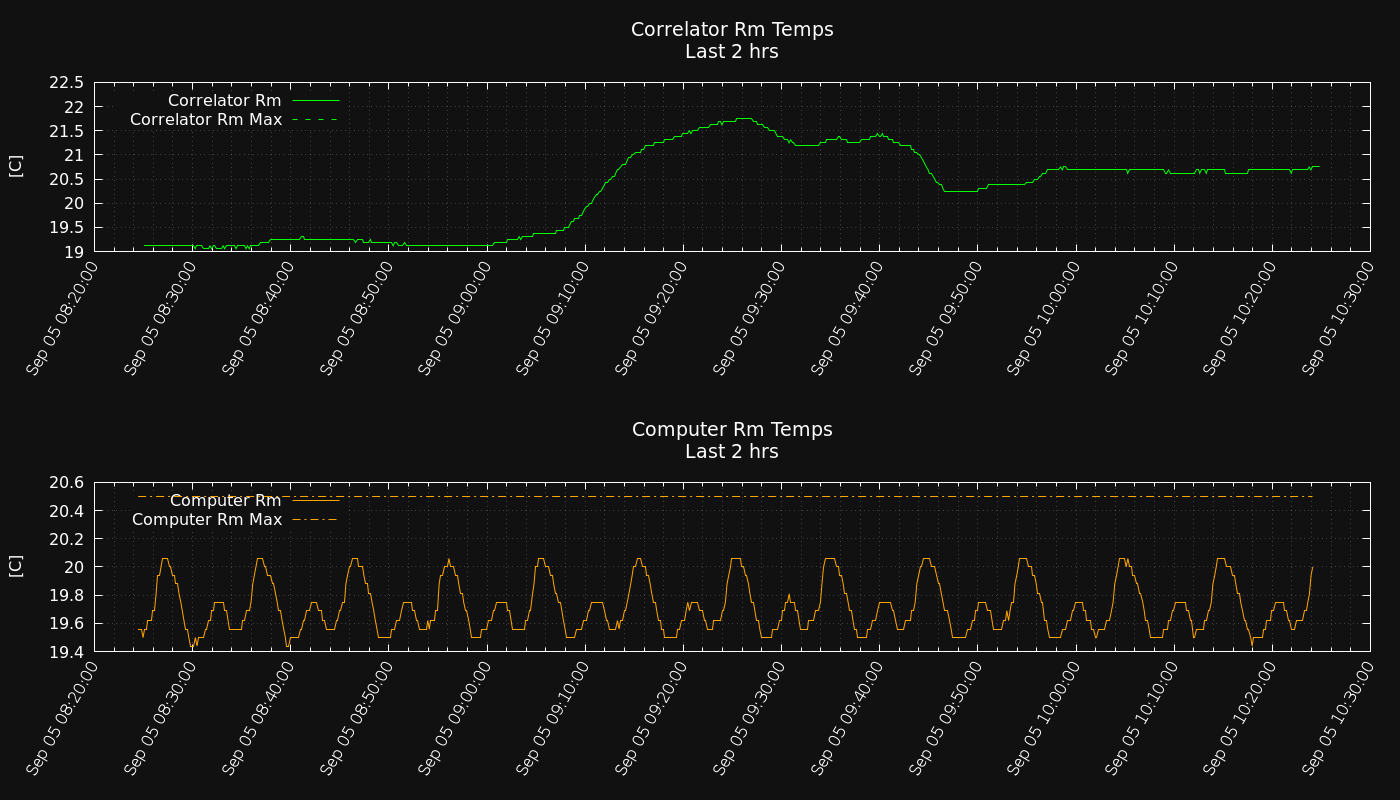 Correlator Rm Temps
Last 2 hrs
[C]
22.5
22
21.5
21
20.5
20
19.5
19
Correlator Rm
Correlator Rm Max
Sep 05 08:20:00
Sep 05 08:30:00
Sep 05 08:40:00
Sep 05 08:50:00
Sep 05 09:00:00
Sep 05 09:10:00
Sep 05 09:20:00
Sep 05 09:30:00
Sep 05 09:40:00
Sep 05 09:50:00
Sep 05 10:00:00
Sep 05 10:10:00
Sep 05 10:20:00
Sep 05 10:30:00
Computer Rm Temps
Last 2 hrs
[C]
20.6
20.4
20.2
20
19.8
19.6
19.4
Computer Rm
Computer Rm Max
Sep 05 08:20:00
Sep 05 08:30:00
Sep 05 08:40:00
Sep 05 08:50:00
Sep 05 09:00:00
Sep 05 09:10:00
Sep 05 09:20:00
Sep 05 09:30:00
Sep 05 09:40:00
Sep 05 09:50:00
Sep 05 10:00:00
Sep 05 10:10:00
Sep 05 10:20:00
Sep 05 10:30:00